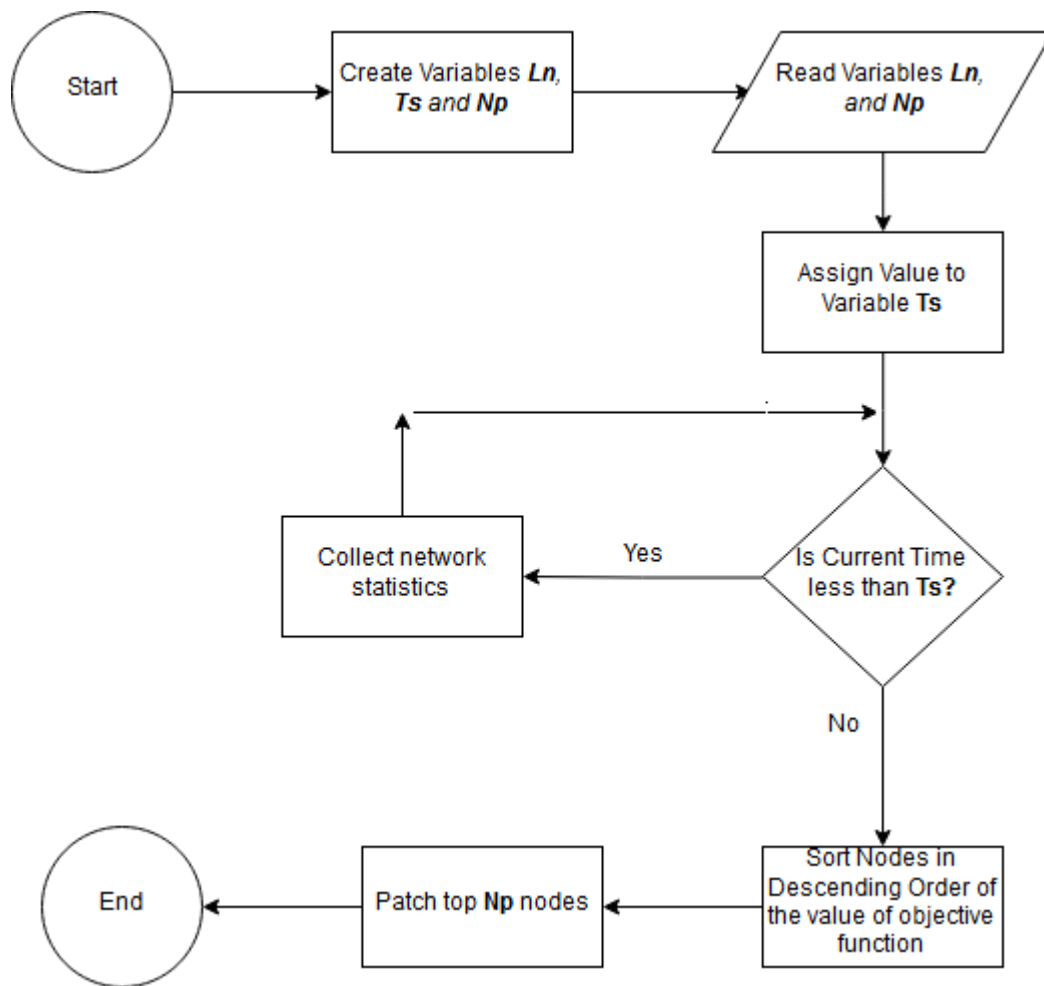 Start
Create Variables Ln,
Ts and Np
Read Variables Ln,
and Np
Assign Value to
Variable Ts
Collect network
statistics
Yes
Is Current Time
less than Ts?
No
End
Patch top Np nodes
Sort Nodes in
Descending Order of
the value of objective
function